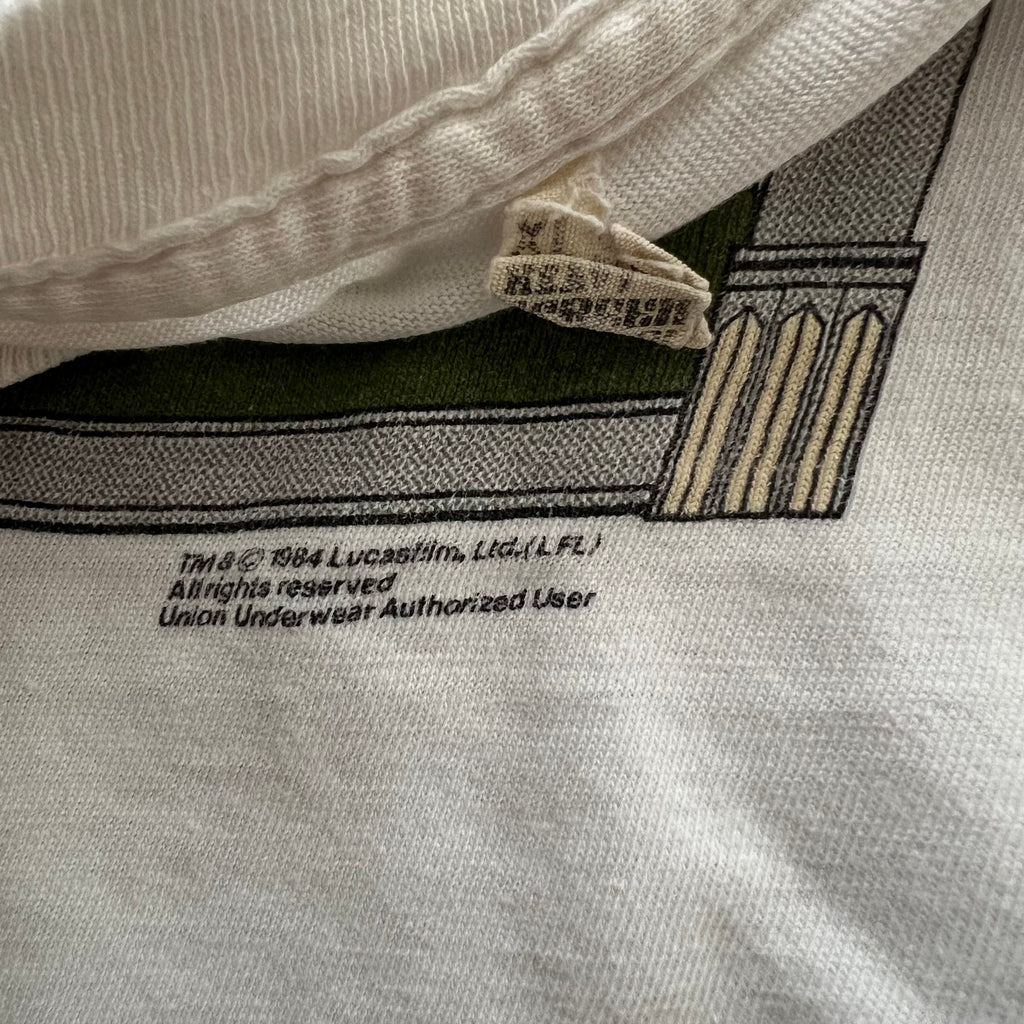 TM & © 1984 Lucasfilm, Ltd.(LFL)
All rights reserved
Union Underwear Authorized User